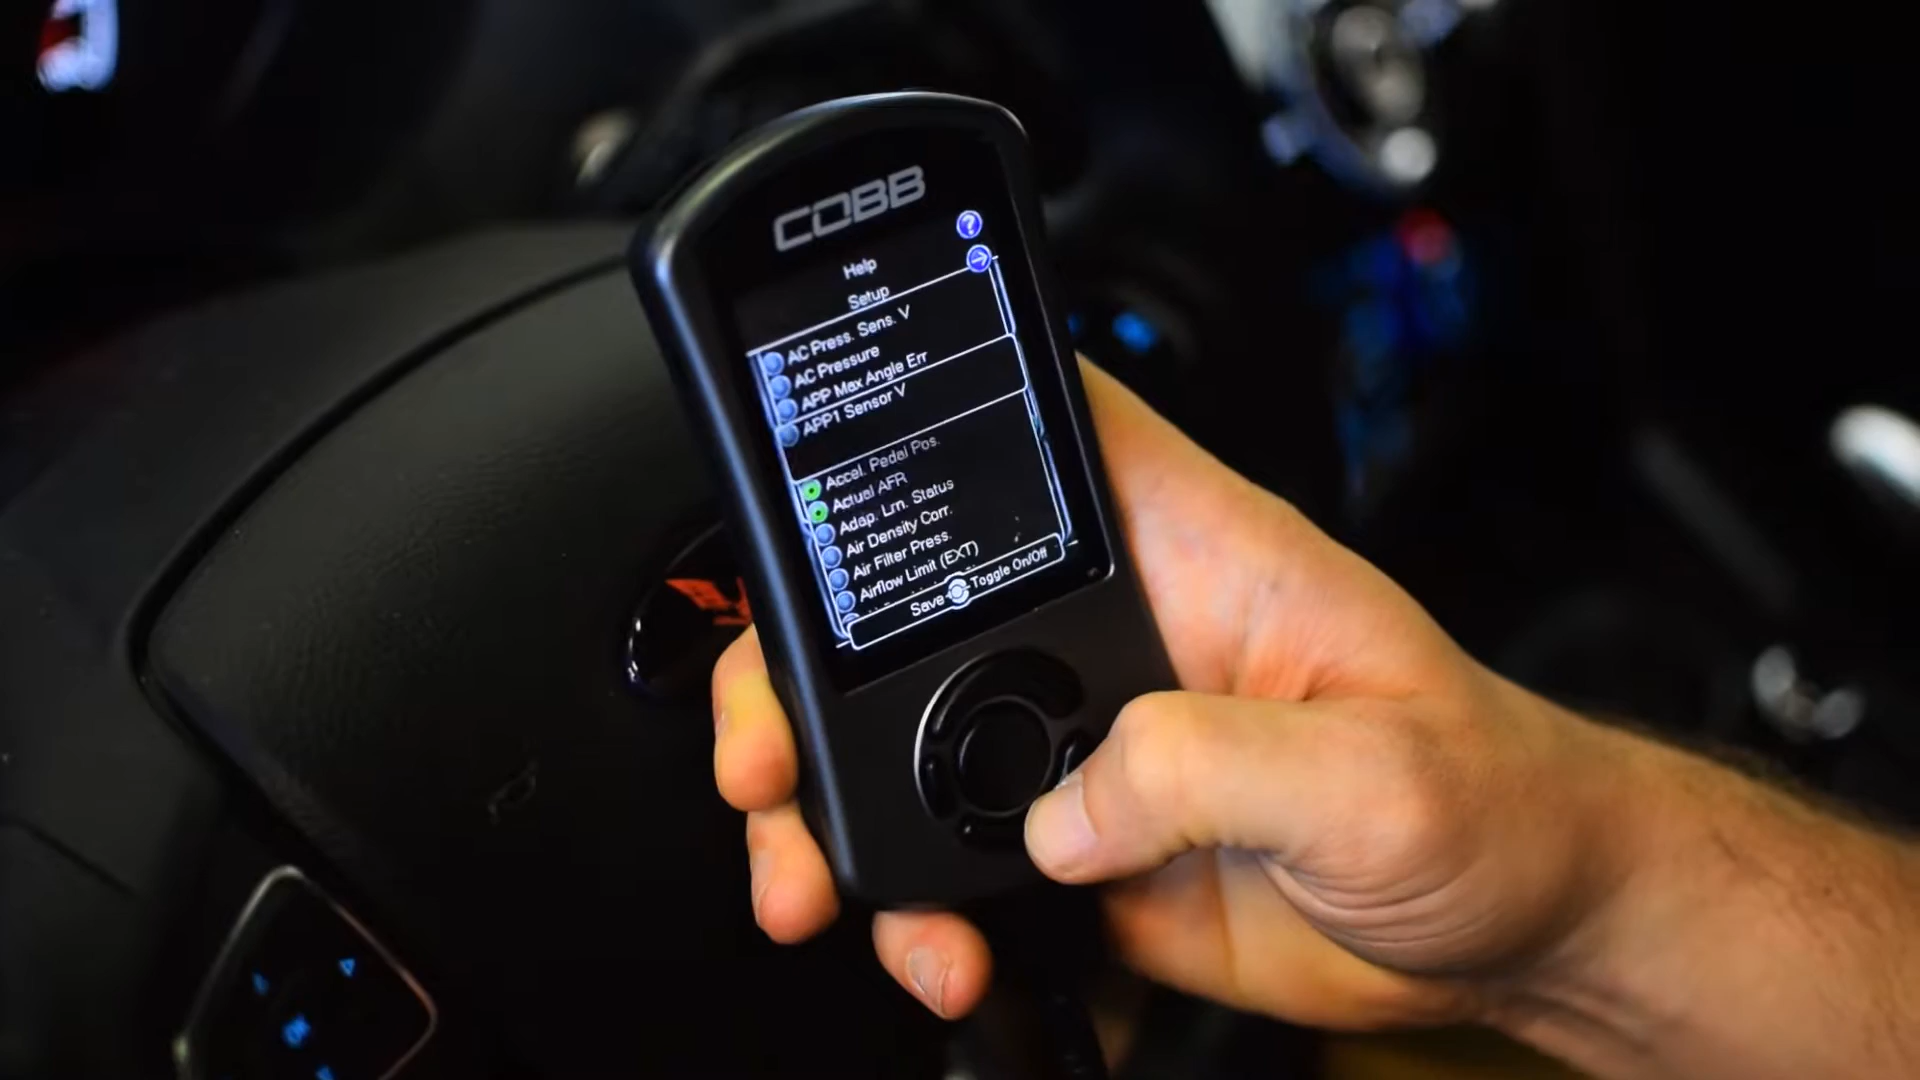 COBB
?
Help
Setup
AC Press. Sens. V
AC Pressure
APP Max Angle Err
APP1 Sensor V
Accel. Pedal Pos.
Actual AFR
Adap. Lrn. Status
Air Density Corr.
Air Filter Press.
Airflow Limit (EXT)
Save Toggle On/Off
OK